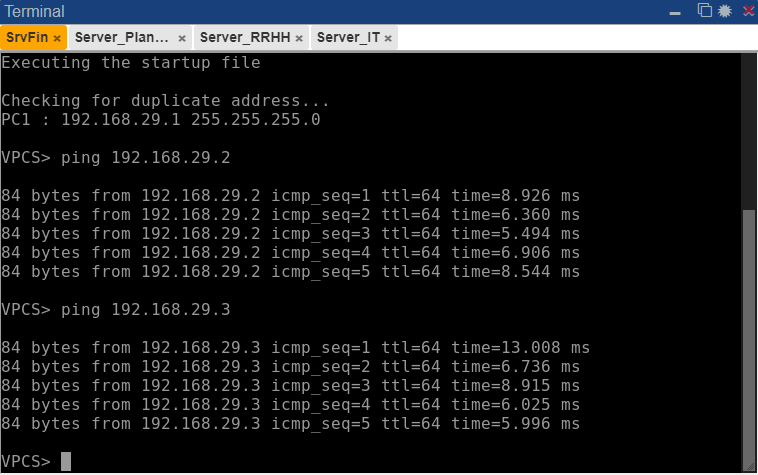 Terminal
SrvFin × Server_Plan... × Server_RRHH × Server_IT ×
Executing the startup file
Checking for duplicate address...
PC1 : 192.168.29.1 255.255.255.0
VPCS> ping 192.168.29.2
84 bytes from 192.168.29.2 icmp_seq=1 ttl=64 time=8.926 ms
84 bytes from 192.168.29.2 icmp_seq=2 ttl=64 time=6.360 ms
84 bytes from 192.168.29.2 icmp_seq=3 ttl=64 time=5.494 ms
84 bytes from 192.168.29.2 icmp_seq=4 ttl=64 time=6.906 ms
84 bytes from 192.168.29.2 icmp_seq=5 ttl=64 time=8.544 ms
VPCS> ping 192.168.29.3
84 bytes from 192.168.29.3 icmp_seq=1 ttl=64 time=13.008 ms
84 bytes from 192.168.29.3 icmp_seq=2 ttl=64 time=6.736 ms
84 bytes from 192.168.29.3 icmp_seq=3 ttl=64 time=8.915 ms
84 bytes from 192.168.29.3 icmp_seq=4 ttl=64 time=6.025 ms
84 bytes from 192.168.29.3 icmp_seq=5 ttl=64 time=5.996 ms
VPCS>